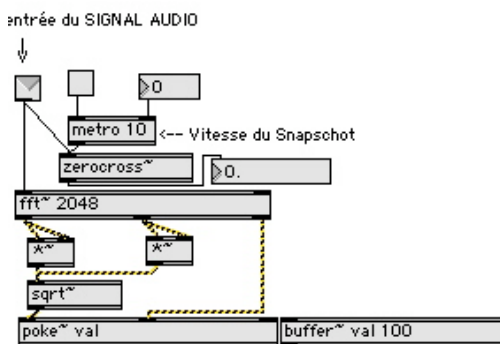 entrée du SIGNAL AUDIO
0
metro 10
<-- Vitesse du Snapschot
zerocross~
0.
fft~ 2048
*~ *~
sqrt~
poke~ val buffer~ val 100